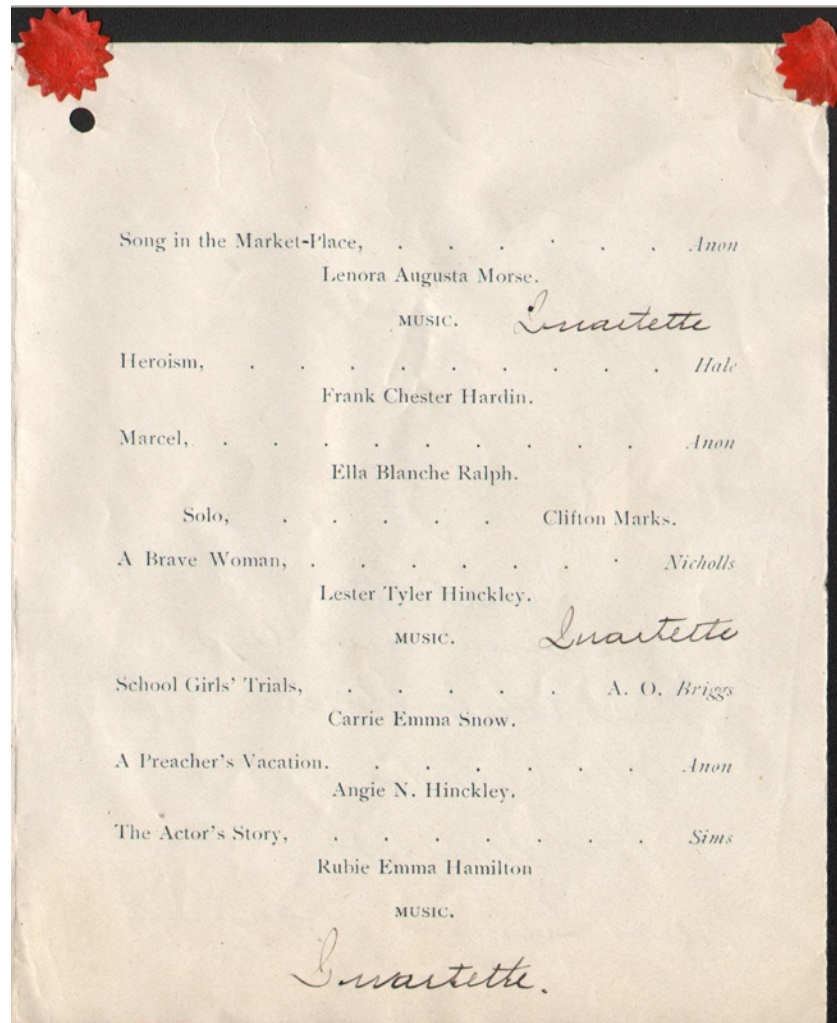 Song in the Market-Place, . . . . . . Anon
Lenora Augusta Morse.
MUSIC. Quartette
Heroism, . . . . . . . . . Hale
Frank Chester Hardin.
Marcel, . . . . . . . . . Anon
Ella Blanche Ralph.
Solo, . . . . . Clifton Marks.
A Brave Woman, . . . . . . . Nicholls
Lester Tyler Hinckley.
MUSIC. Quartette
School Girls' Trials, . . . . . A. O. Briggs
Carrie Emma Snow.
A Preacher's Vacation. . . . . . . Anon
Angie N. Hinckley.
The Actor's Story, . . . . . . . Sims
Rubie Emma Hamilton
MUSIC.
Quartette.